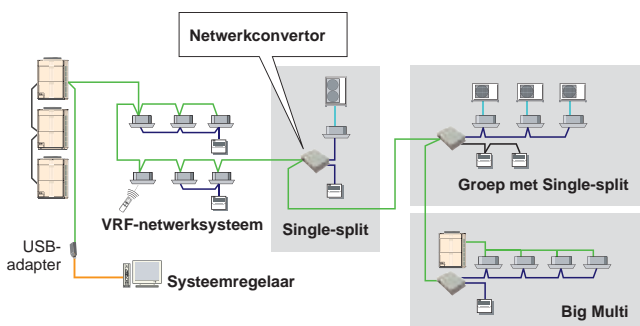 Netwerkconvertor
VRF-netwerksysteem
Single-split
Groep met Single-split
USB-
adapter
Systeemregelaar
Big Multi